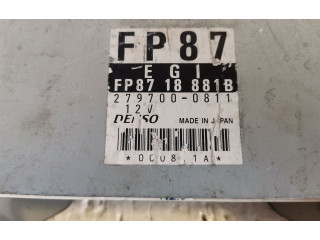 FP87
EGI
FP87 18 881B
279700-0811
12V
DENSO MADE IN JAPAN
*0008 1A*